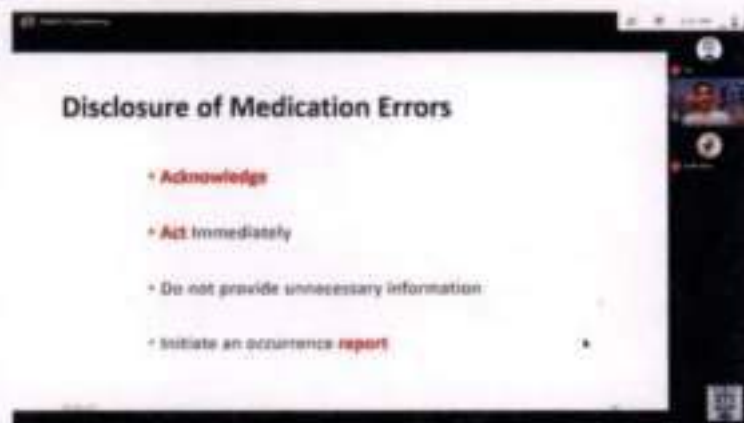 Disclosure of Medication Errors
• Acknowledge
• Act Immediately
• Do not provide unnecessary information
• Initiate an occurrence report